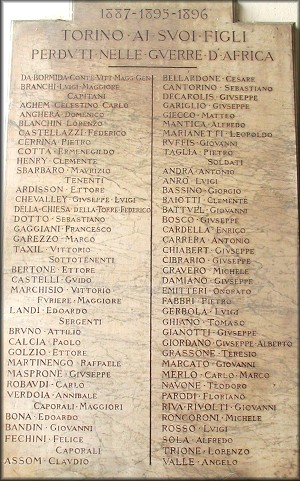 1887-1895-1896
TORINO AI SVOI FIGLI
PERDVTI NELLE GVERRE D'AFRICA
DA BORMIDA CONTE VITT. MAGG. GEN.
BRANCHI LVIGI MAGGIORE
CAPITANI
AGHEM CELESTINO CARLO
ANGHERA DOMENICO
BLANCHIN LORENZO
CASTELLAZZI FEDERICO
CERRINA PIETRO
COTTA ERMENEGILDO
HENRY CLEMENTE
SBARBARO MAVRIZIO
TENENTI
ARDISSON ETTORE
CHEVALLEY GIVSEPPE LVIGI
DELLA CHIESA DELLA TORRE FEDERICO
DOTTO SEBASTIANO
GAGGIANI FRANCESCO
GAREZZO MARCO
TAXIL VITTORIO
SOTTOTENENTI
BERTONE ETTORE
CASTELLI GVIDO
MARCHISIO VITTORIO
FVRIERE MAGGIORE
LANDI EDOARDO
SERGENTI
BRVNO ATTILIO
CALCIA PAOLO
GOLZIO ETTORE
MARTINENGO RAFFAELE
MASPRONE GIVSEPPE
ROBAVDI CARLO
VERDOIA ANNIBALE
CAPORALI MAGGIORI
BONA EDOARDO
BANDIN GIOVANNI
FECHINI FELICE
CAPORALI
ASSOM CLAVDIO
BELLARDONE CESARE
CANTORINO SEBASTIANO
DECAROLIS GIVSEPPE
GARIGLIO GIVSEPPE
GIECCO MATTEO
MANTICA ALFREDO
MARIANETTI LEOPOLDO
RVFFIS GIOVANNI
TAGLIA PIETRO
SOLDATI
ANDRA ANTONIO
ANRO LVIGI
BASSINO GIORGIO
BAIOTTI CLEMENTE
BATTVEL GIOVANNI
BOSCO GIVSEPPE
CARDELLA ENRICO
CARRERA ANTONIO
CHIABERT GIVSEPPE
CIBRARIO GIVSEPPE
GRAVERO MICHELE
DAMIANO GIVSEPPE
EMITTERI ONORATO
FABBRI PIETRO
GERBOLA LVIGI
GHIANO TOMASO
GIANOTTI GIVSEPPE
GIORDANO GIVSEPPE ALBERTO
GRASSONE TERESIO
MARCATO GIOVANNI
MERLO CARLO MARCO
NAVONE TEODORO
PARODI FLORIANO
RIVA-RIVOLTI GIOVANNI
RONCORONI MICHELE
ROSSO LVIGI
SOLA ALFREDO
TRIONE LORENZO
VALLE ANGELO